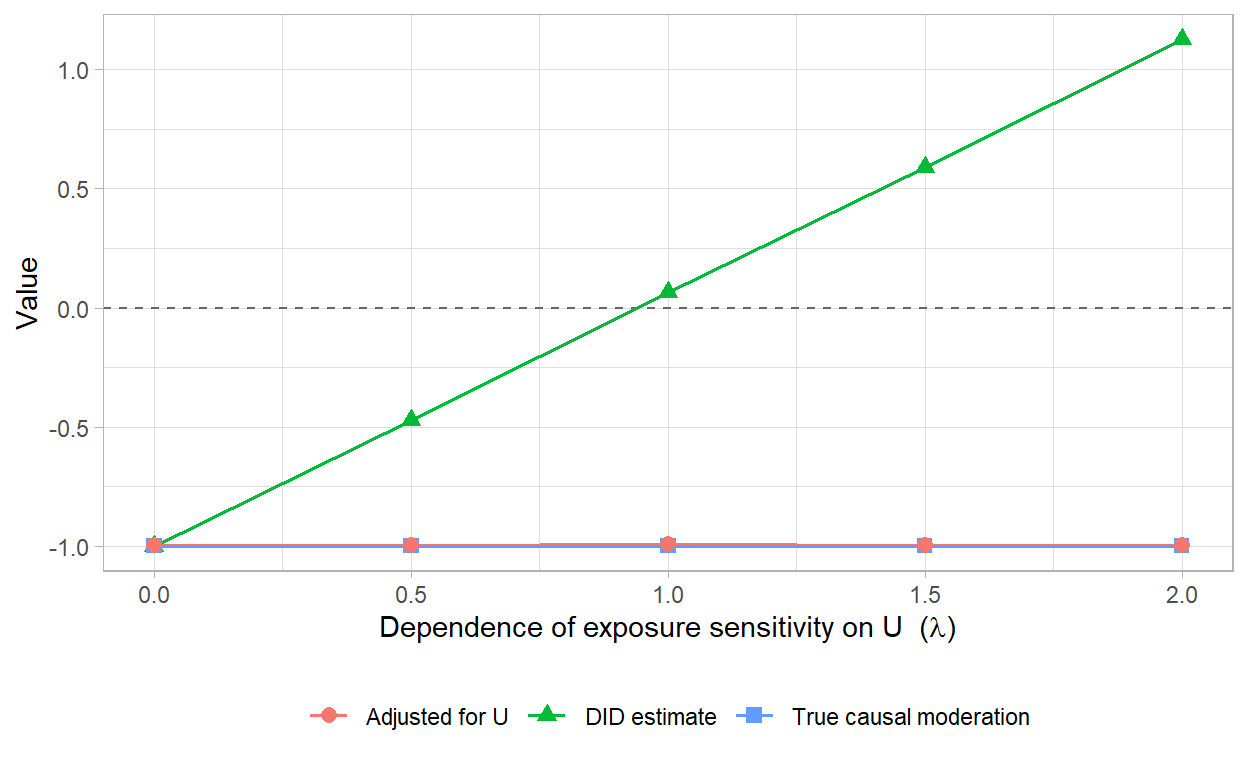 1.0
0.5
0.0
-0.5
-1.0
Value
0.0 0.5 1.0 1.5 2.0
Dependence of exposure sensitivity on U (λ)
Adjusted for U DID estimate True causal moderation